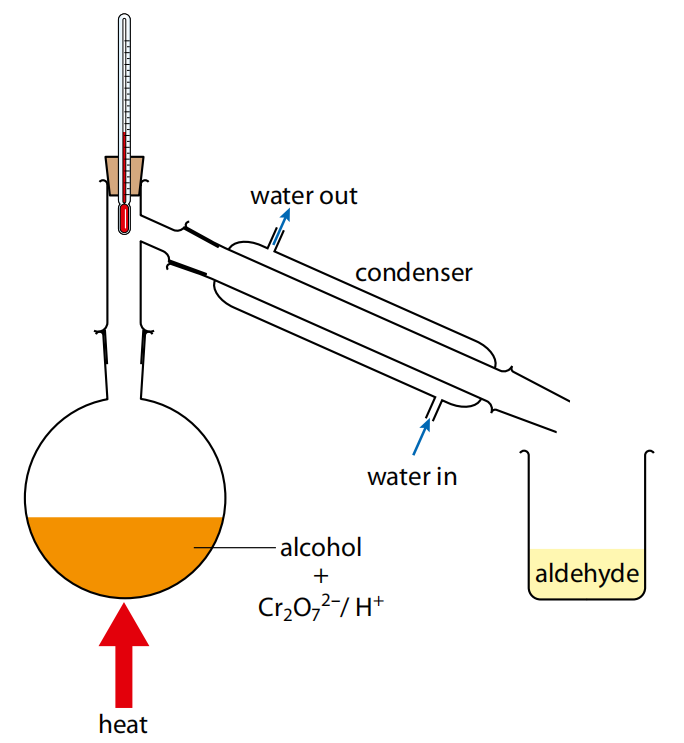 water out
condenser
water in
alcohol
+
Cr₂O₇²⁻/ H⁺
aldehyde
heat